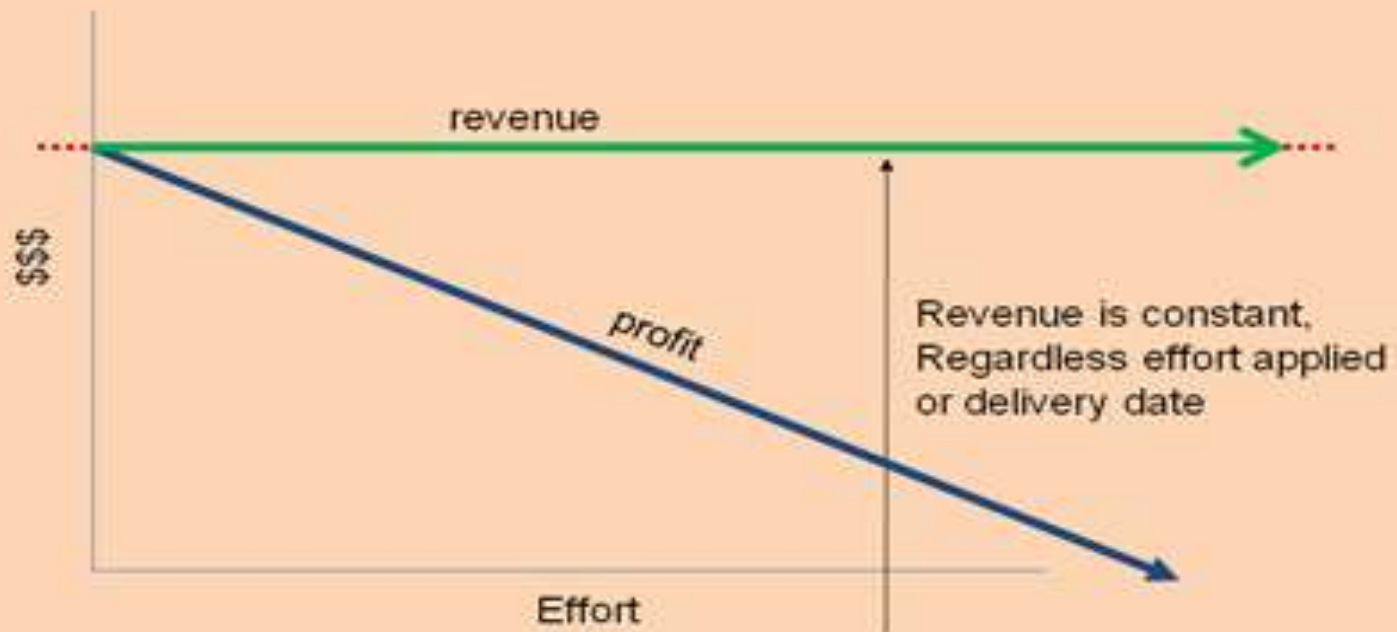 revenue
$$$
profit
Revenue is constant,
Regardless effort applied
or delivery date
Effort